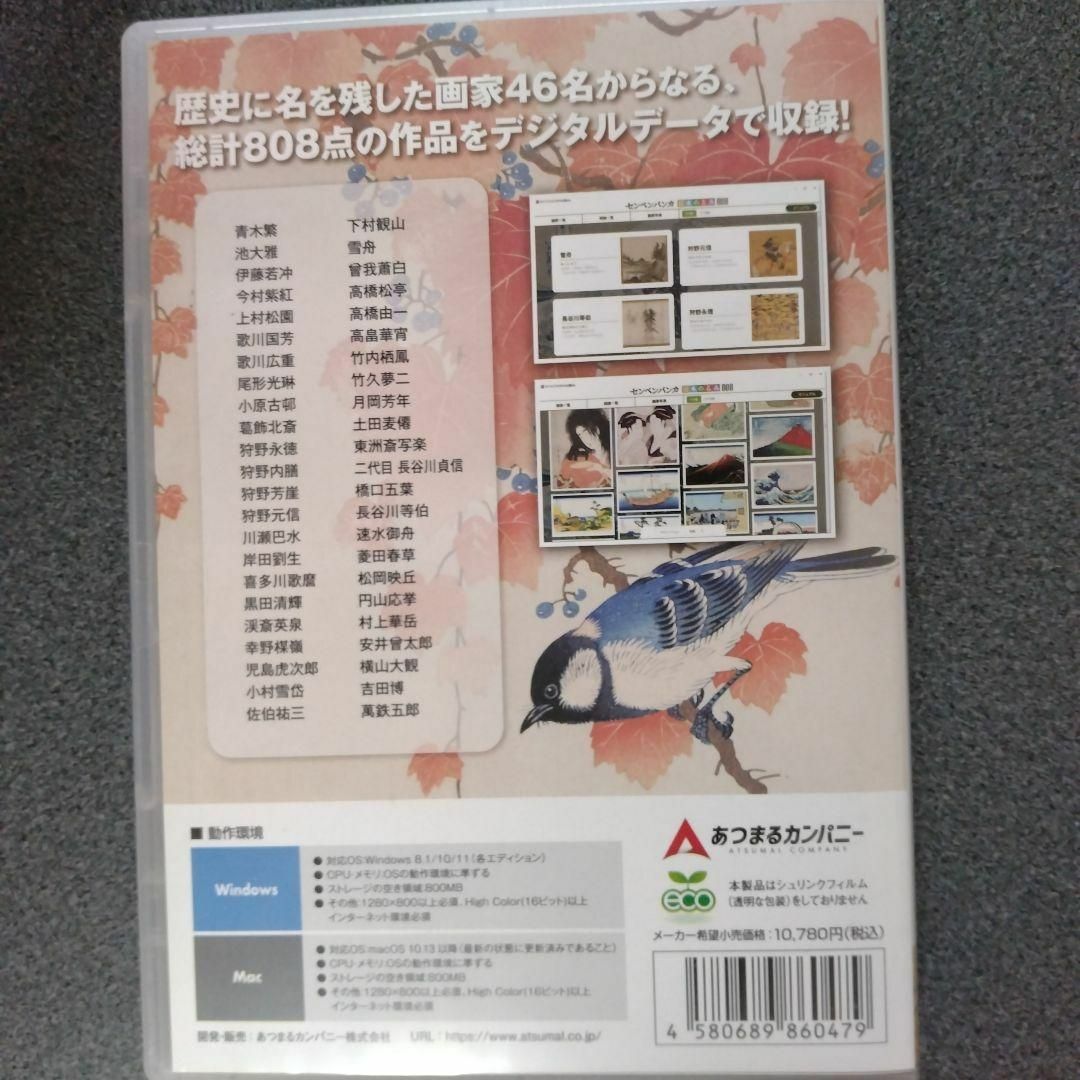 歴史に名を残した画家46名からなる、
総計808点の作品をデジタルデータで収録!
青木繁
池大雅
伊藤若冲
今村紫紅
上村松園
歌川国芳
歌川広重
尾形光琳
小原古邨
葛飾北斎
狩野永徳
狩野内膳
狩野芳崖
狩野元信
川瀬巴水
岸田劉生
喜多川歌麿
黒田清輝
渓斎英泉
幸野楳嶺
児島虎次郎
小村雪岱
佐伯祐三
下村観山
雪舟
曾我蕭白
高橋松亭
高橋由一
高畠華宵
竹内栖鳳
竹久夢二
月岡芳年
土田麦僊
東洲斎写楽
二代目 長谷川貞信
橋口五葉
長谷川等伯
速水御舟
菱田春草
松岡映丘
円山応挙
村上華岳
安井曾太郎
横山大観
吉田博
萬鉄五郎
センペンバンカ
雪舟
狩野元信
長谷川等伯
狩野永徳
センペンバンカ
■ 動作環境
Windows
● 対応OS:Windows 8.1/10/11(各エディション)
● CPU・メモリ:OSの動作環境に準ずる
● ストレージの空き領域:800MB
● その他:1280×800以上必須、High Color(16ビット)以上
インターネット環境必須
Mac
● 対応OS:macOS 10.13 以降(最新の状態に更新済みであること)
● CPU・メモリ:OSの動作環境に準ずる
● ストレージの空き領域:800MB
● その他:1280×800以上必須、High Color(16ビット)以上
インターネット環境必須
開発・販売:あつまるカンパニー株式会社 URL:https://www.atsumal.co.jp/
あつまるカンパニー
ATSUMAL COMPANY
eco
本製品はシュリンクフィルム
(透明な包装)をしておりません
メーカー希望小売価格:10,780円(税込)
4 580689 860479